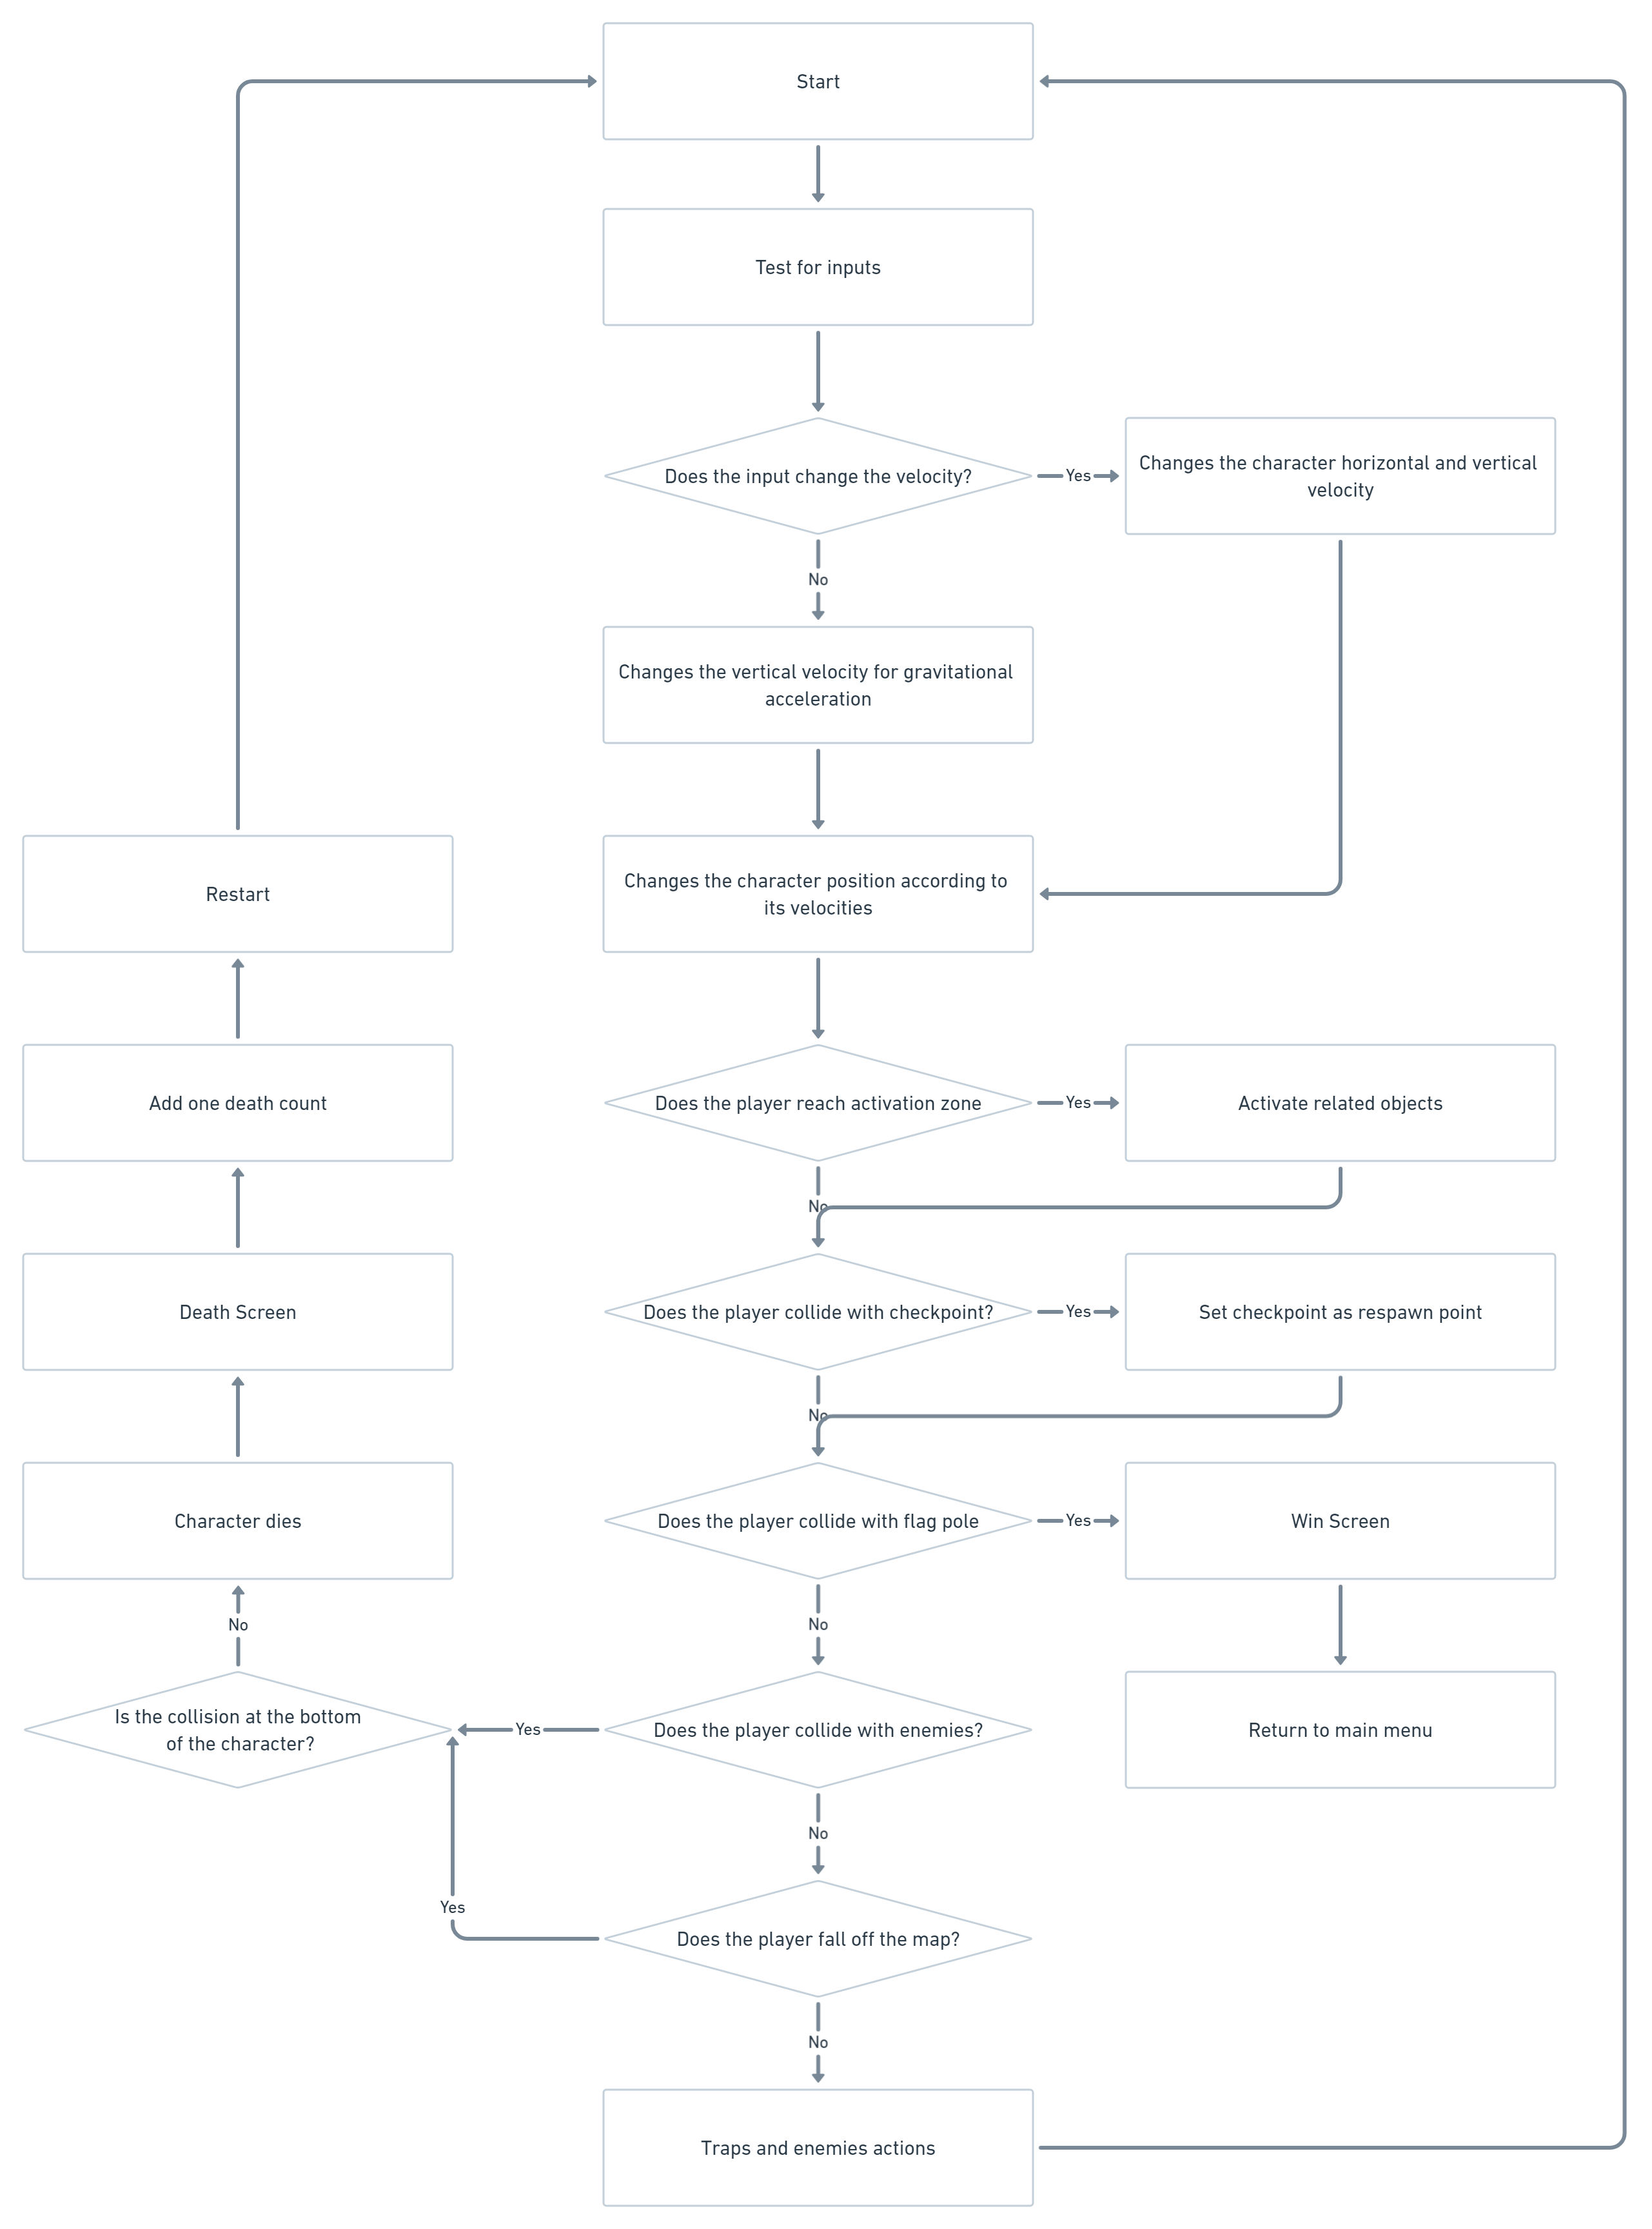 Start
Test for inputs
Does the input change the velocity?
Yes
Changes the character horizontal and vertical
velocity
No
Changes the vertical velocity for gravitational
acceleration
Restart
Changes the character position according to
its velocities
Add one death count
Does the player reach activation zone
Yes
Activate related objects
No
Death Screen
Does the player collide with checkpoint?
Yes
Set checkpoint as respawn point
No
Character dies
Does the player collide with flag pole
Yes
Win Screen
No
No
Is the collision at the bottom
of the character?
Yes
Does the player collide with enemies?
Return to main menu
No
Yes
Does the player fall off the map?
No
Traps and enemies actions